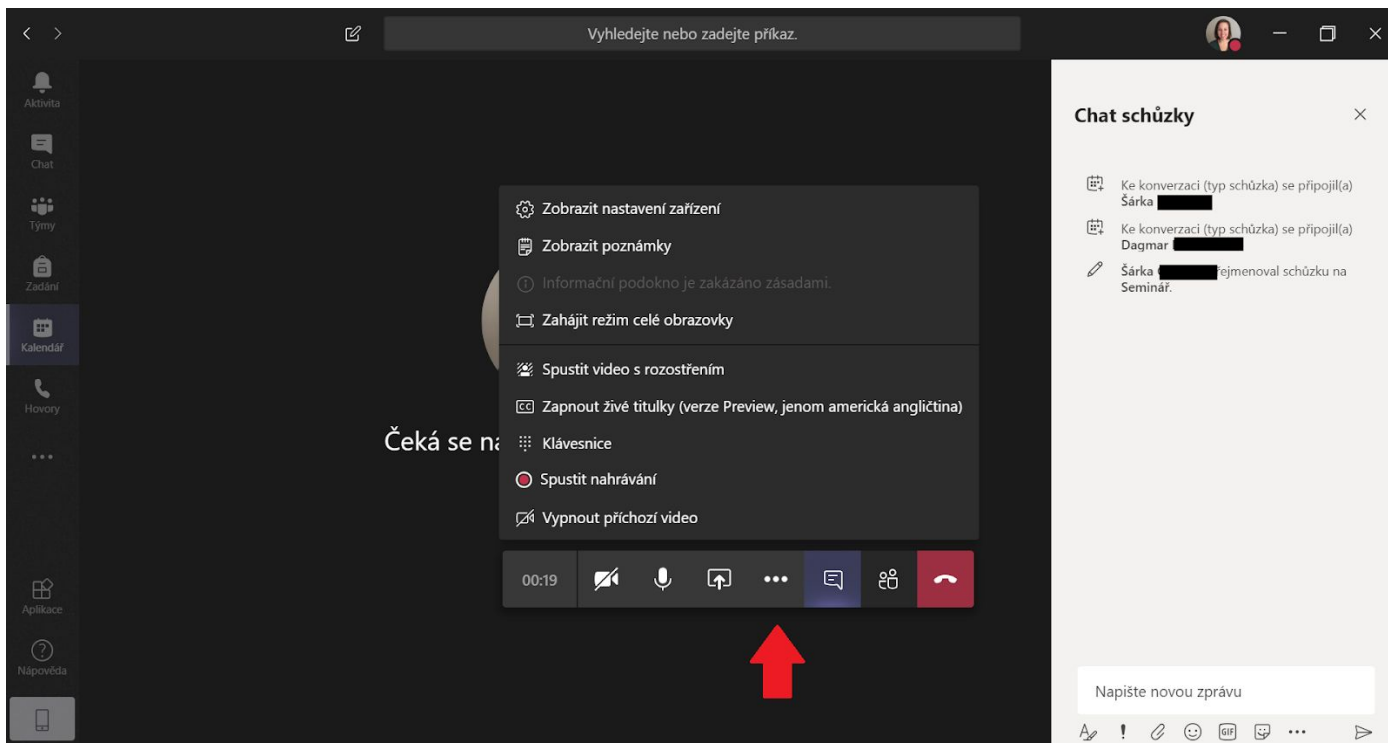 Vyhledejte nebo zadejte příkaz.
Aktivita
Chat
Týmy
Zadání
Kalendář
Hovory
Aplikace
Nápověda
Zobrazit nastavení zařízení
Zobrazit poznámky
Informační podokno je zakázáno zásadami.
Zahájit režim celé obrazovky
Spustit video s rozostřením
CC Zapnout živé titulky (verze Preview, jenom americká angličtina)
Klávesnice
Spustit nahrávání
Vypnout příchozí video
Čeká se
00:19
Chat schůzky
Ke konverzaci (typ schůzka) se připojil(a)
Šárka
Ke konverzaci (typ schůzka) se připojil(a)
Dagmar
Šárka řejmenoval schůzku na
Seminář.
Napište novou zprávu
GIF